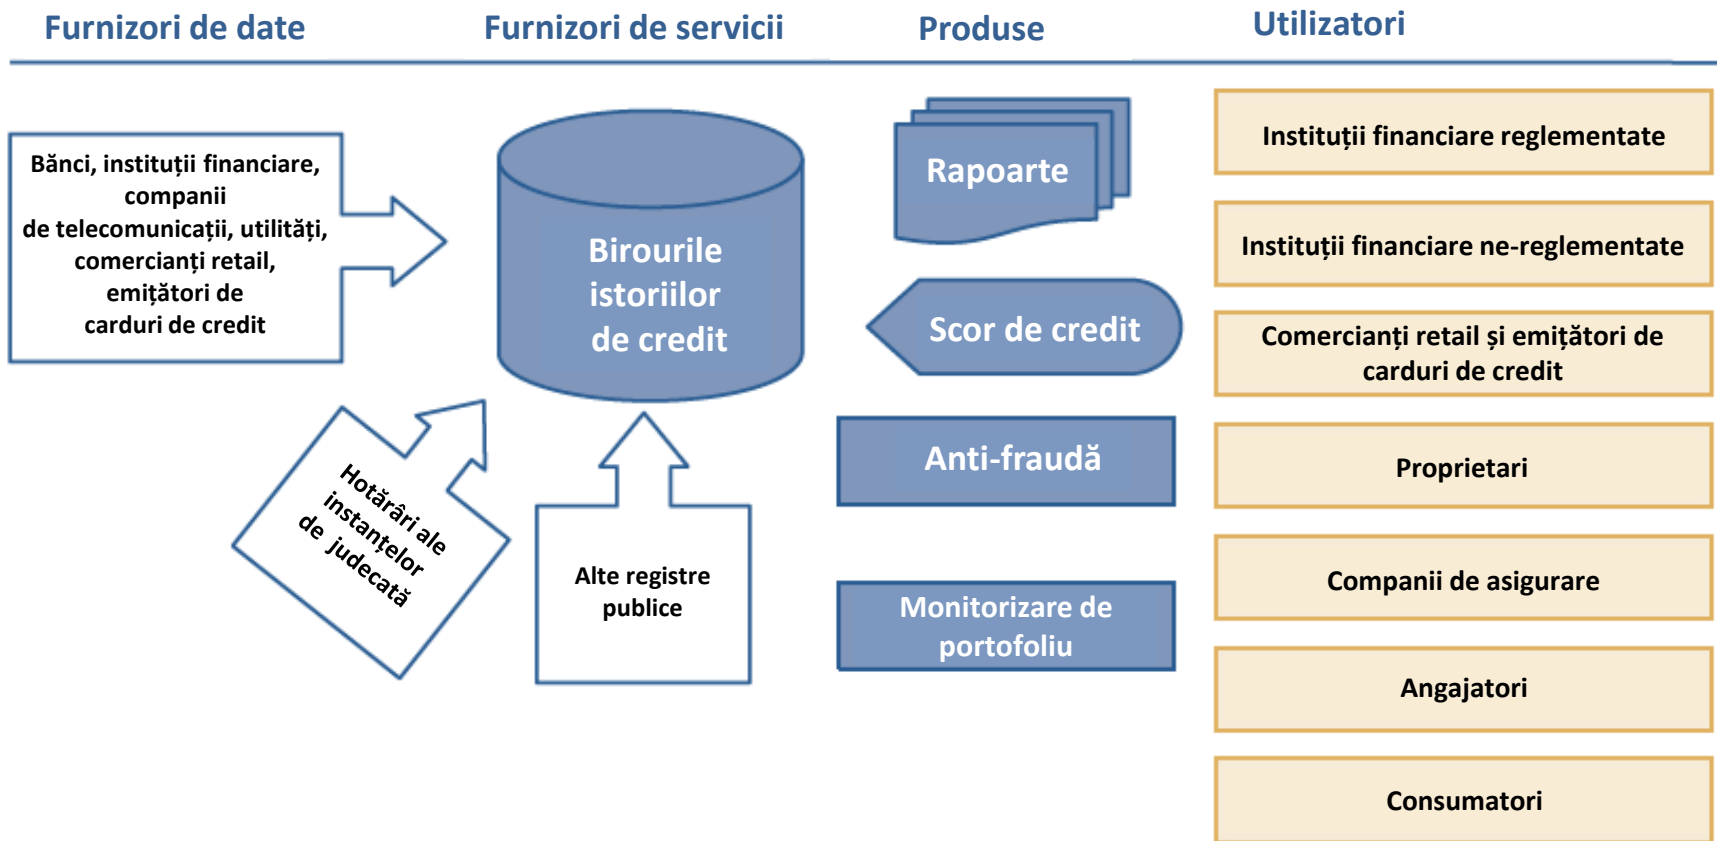 Furnizori de date
Furnizori de servicii
Produse
Utilizatori
Bănci, instituții financiare,
companii
de telecomunicații, utilități,
comercianți retail,
emițători de
carduri de credit
Hotărâri ale
instanțelor
de judecată
Alte registre
publice
Birourile
istoriilor
de credit
Rapoarte
Scor de credit
Anti-fraudă
Monitorizare de
portofoliu
Instituții financiare reglementate
Instituții financiare ne-reglementate
Comercianți retail și emițători de
carduri de credit
Proprietari
Companii de asigurare
Angajatori
Consumatori